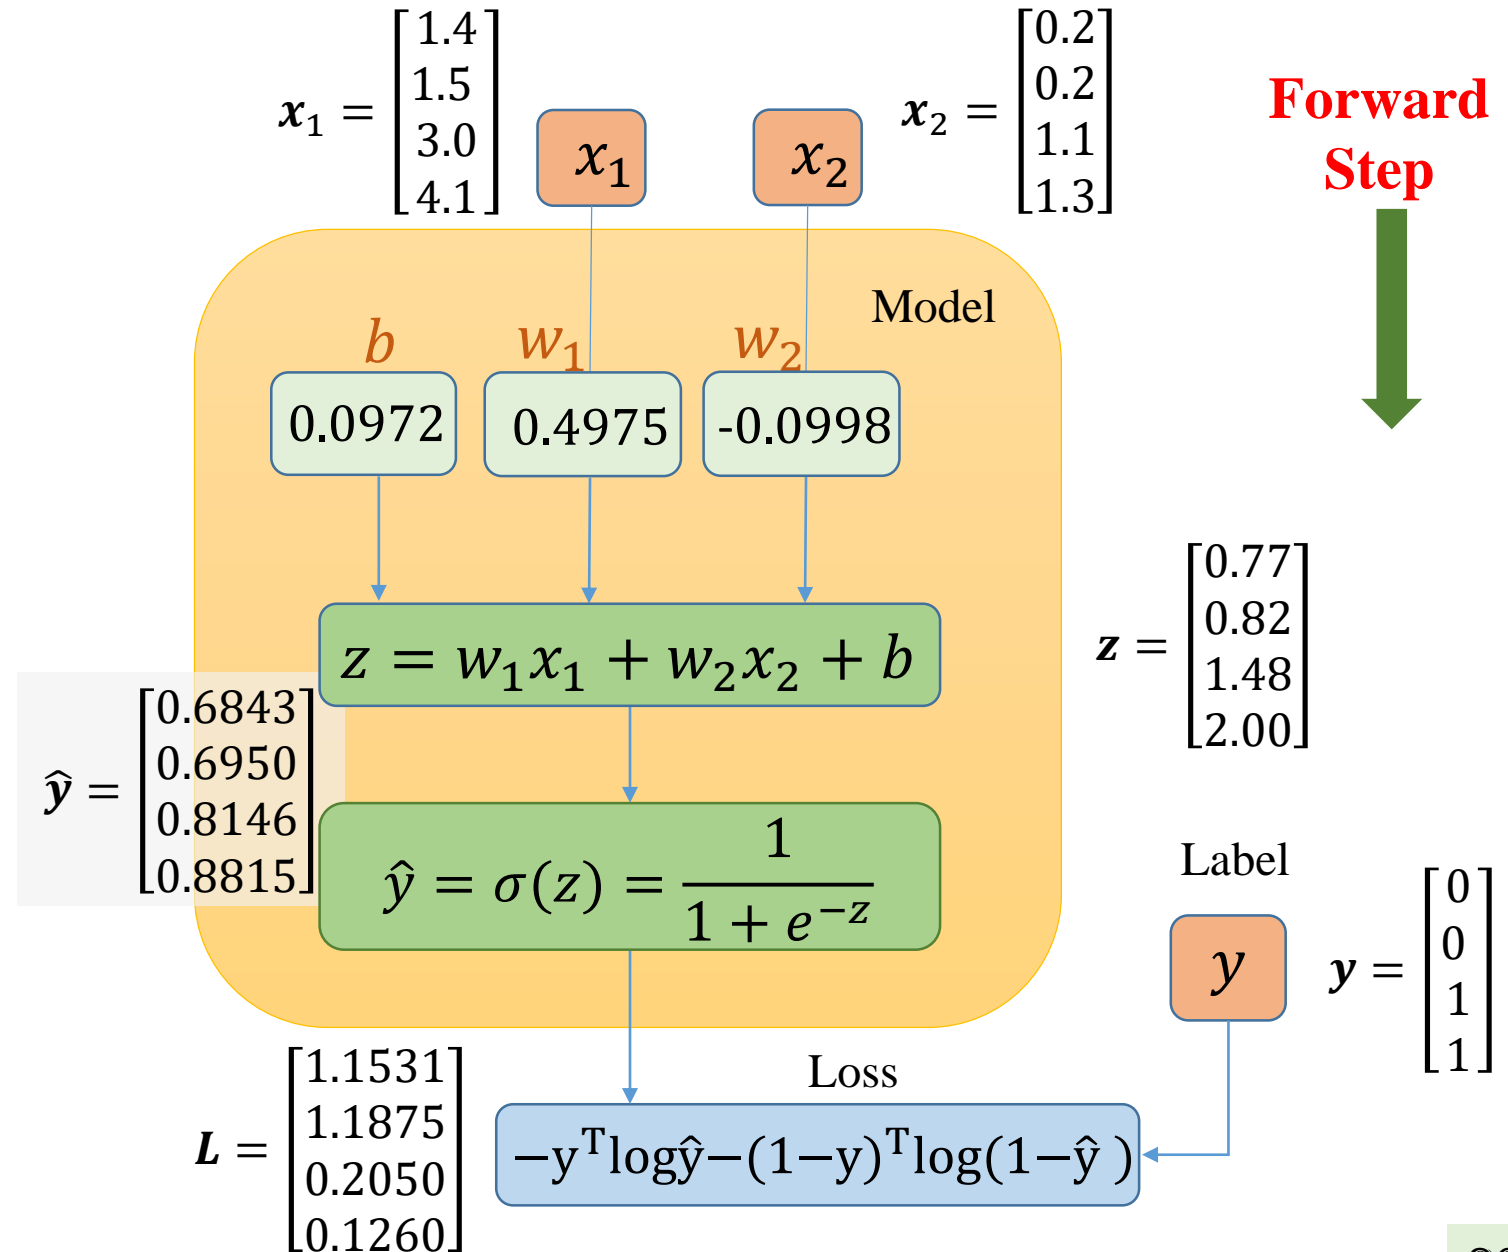 𝒙₁ = [1.4
1.5
3.0
4.1]
x₁
x₂
𝒙₂ = [0.2
0.2
1.1
1.3]
Forward
Step
Model
b
w₁
w₂
0.0972
0.4975
-0.0998
z = w₁x₁ + w₂x₂ + b
𝒛 = [0.77
0.82
1.48
2.00]
ŷ = [0.6843
0.6950
0.8146
0.8815]
ŷ = σ(z) = 1 / (1 + e⁻ᶻ)
Label
y
𝒚 = [0
0
1
1]
Loss
𝑳 = [1.1531
1.1875
0.2050
0.1260]
−yᵀlogŷ−(1−y)ᵀlog(1−ŷ )